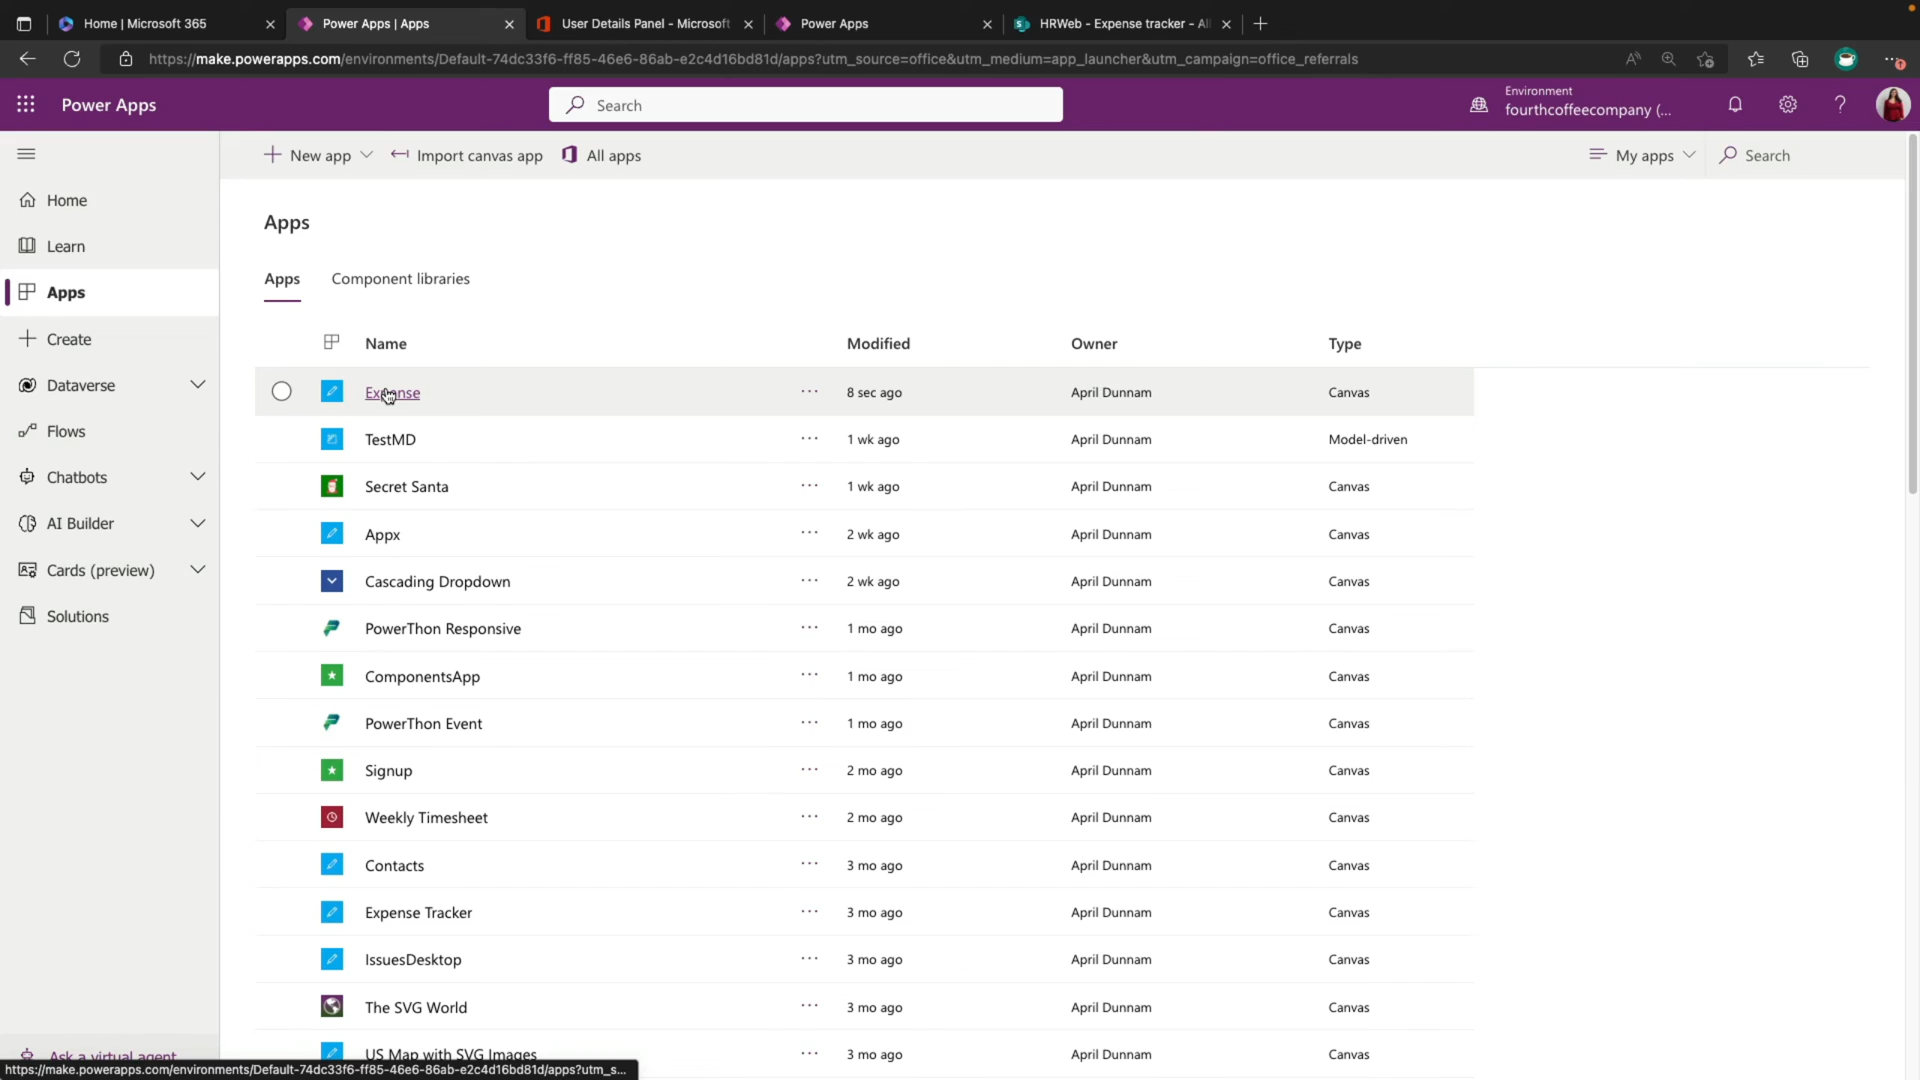 Home | Microsoft 365
Power Apps | Apps
User Details Panel - Microsoft
Power Apps
HRWeb - Expense tracker - Al
https://make.powerapps.com/environments/Default-74dc33f6-ff85-46e6-86ab-e2c4d16bd81d/apps?utm_source=office&utm_medium=app_launcher&utm_campaign=office_referrals
Power Apps
Search
Environment
fourthcoffeecompany (...
New app
Import canvas app
All apps
My apps
Search
Home
Learn
Apps
Create
Dataverse
Flows
Chatbots
AI Builder
Cards (preview)
Solutions
Ask a virtual agent
Apps
Apps
Component libraries
Name Modified Owner Type
Expense ··· 8 sec ago April Dunnam Canvas
TestMD ··· 1 wk ago April Dunnam Model-driven
Secret Santa ··· 1 wk ago April Dunnam Canvas
Appx ··· 2 wk ago April Dunnam Canvas
Cascading Dropdown ··· 2 wk ago April Dunnam Canvas
PowerThon Responsive ··· 1 mo ago April Dunnam Canvas
ComponentsApp ··· 1 mo ago April Dunnam Canvas
PowerThon Event ··· 1 mo ago April Dunnam Canvas
Signup ··· 2 mo ago April Dunnam Canvas
Weekly Timesheet ··· 2 mo ago April Dunnam Canvas
Contacts ··· 3 mo ago April Dunnam Canvas
Expense Tracker ··· 3 mo ago April Dunnam Canvas
IssuesDesktop ··· 3 mo ago April Dunnam Canvas
The SVG World ··· 3 mo ago April Dunnam Canvas
US Map with SVG Images ··· 3 mo ago April Dunnam Canvas
https://make.powerapps.com/environments/Default-74dc33f6-ff85-46e6-86ab-e2c4d16bd81d/apps?utm_s...